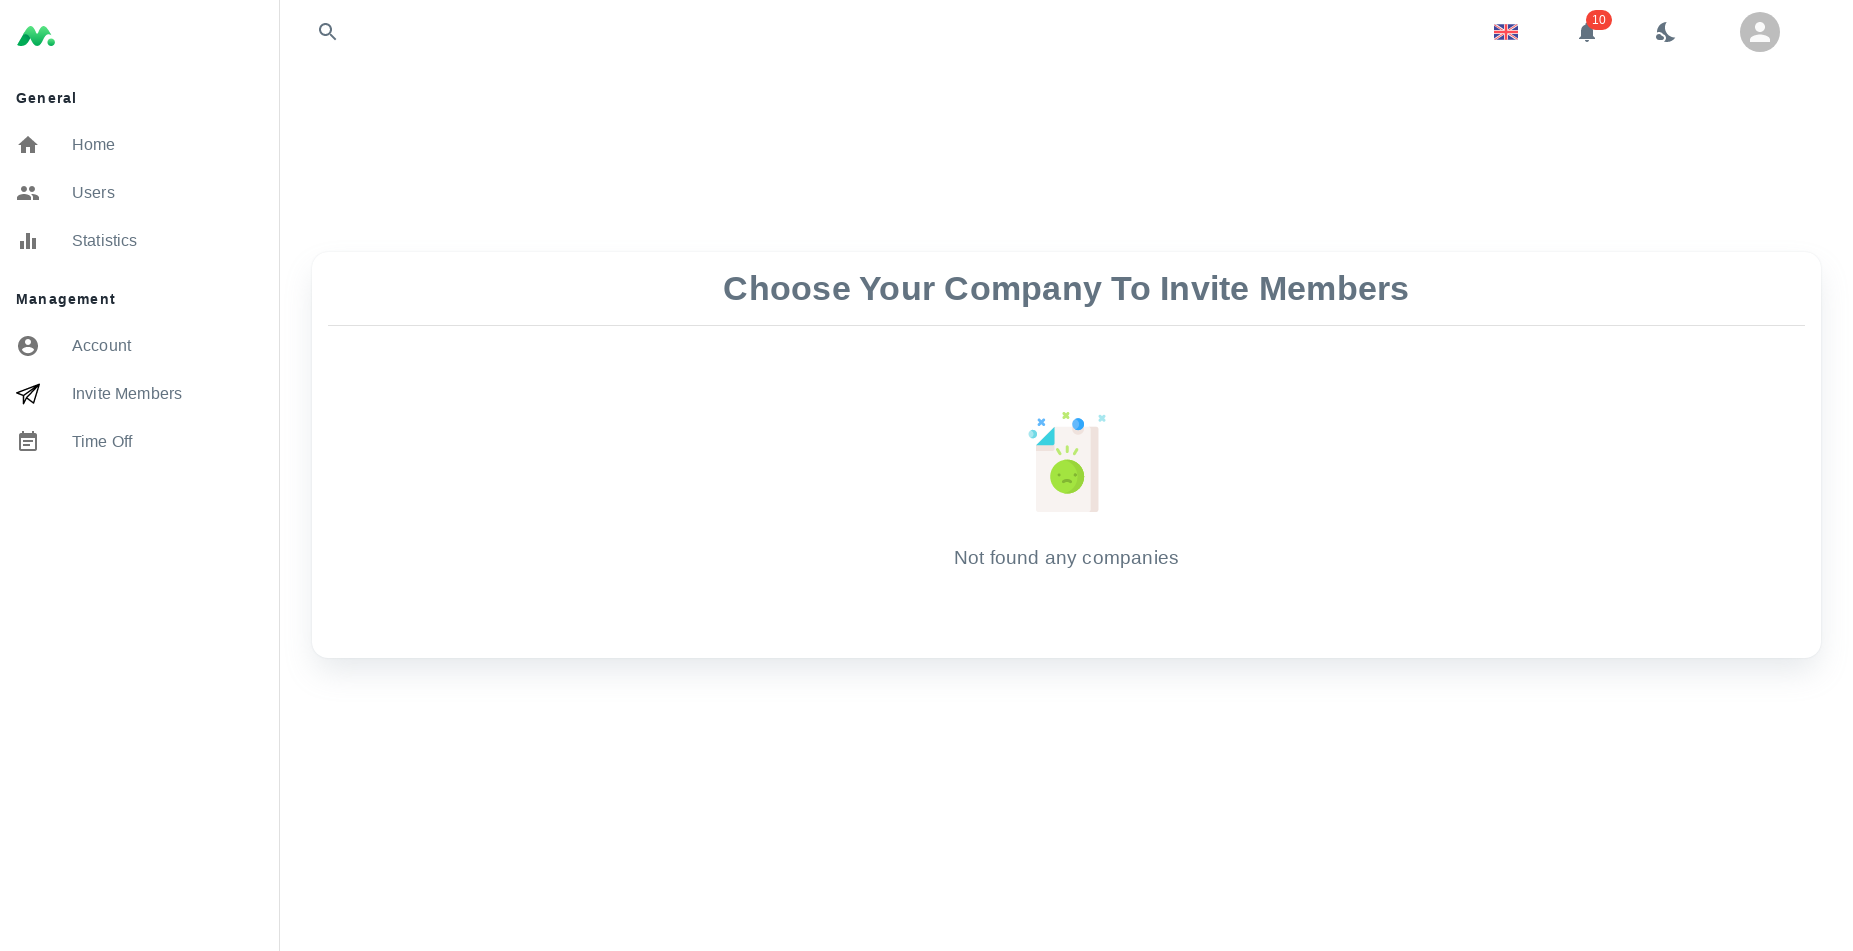 10
General
Home
Users
Statistics
Management
Account
Invite Members
Time Off
Choose Your Company To Invite Members
Not found any companies